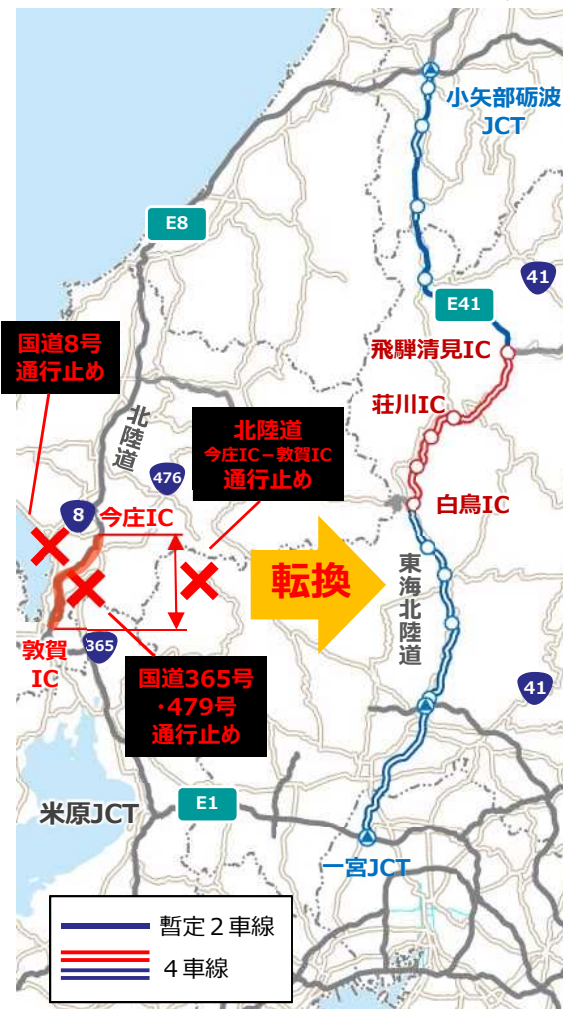 小矢部砺波
JCT
E8
41
E41
国道8号
通行止め
飛騨清見IC
荘川IC
北陸道
北陸道
今庄IC－敦賀IC
通行止め
476
白鳥IC
8
今庄IC
転換
東海北陸道
敦賀
IC
365
国道365号
・479号
通行止め
41
米原JCT
E1
一宮JCT
暫定２車線
４車線